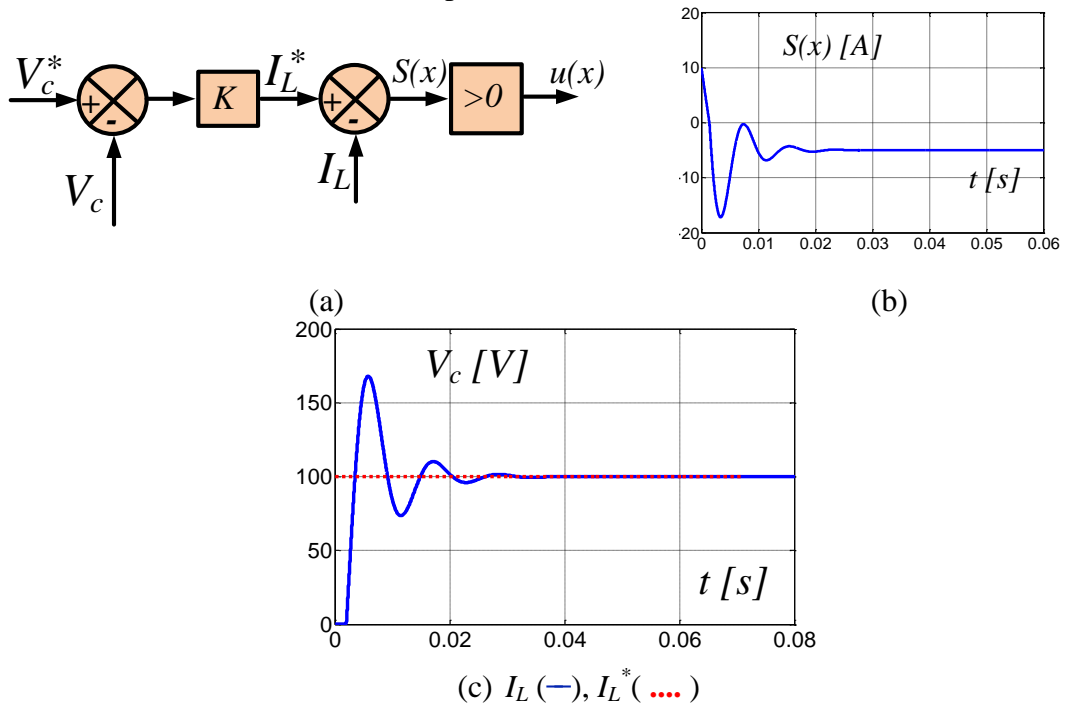 V_c^* + - K I_L^* + - S(x) >0 u(x)
V_c I_L
20
10
0
-10
-20
S(x) [A]
t [s]
0 0.01 0.02 0.03 0.04 0.05 0.06
(a) (b)
200
150
100
50
0
V_c [V]
t [s]
0 0.02 0.04 0.06 0.08
(c) I_L (—), I_L^*( .... )